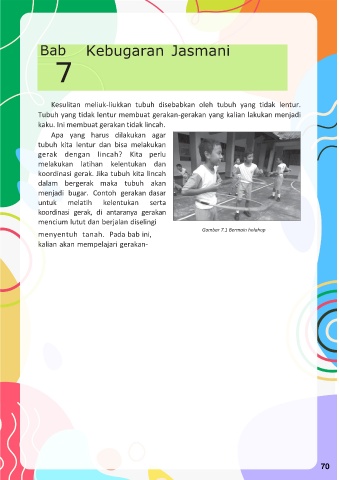 Bab
7
Kebugaran Jasmani
Kesulitan meliuk-liukkan tubuh disebabkan oleh tubuh yang tidak lentur.
Tubuh yang tidak lentur membuat gerakan-gerakan yang kalian lakukan menjadi
kaku. Ini membuat gerakan tidak lincah.
Apa yang harus dilakukan agar
tubuh kita lentur dan bisa melakukan
gerak dengan lincah? Kita perlu
melakukan latihan kelentukan dan
koordinasi gerak. Jika tubuh kita lincah
dalam bergerak maka tubuh akan
menjadi bugar. Contoh gerakan dasar
untuk melatih kelentukan serta
koordinasi gerak, di antaranya gerakan
mencium lutut dan berjalan diselingi
menyentuh tanah. Pada bab ini,
kalian akan mempelajari gerakan-
Gambar 7.1 Bermain holahop
70